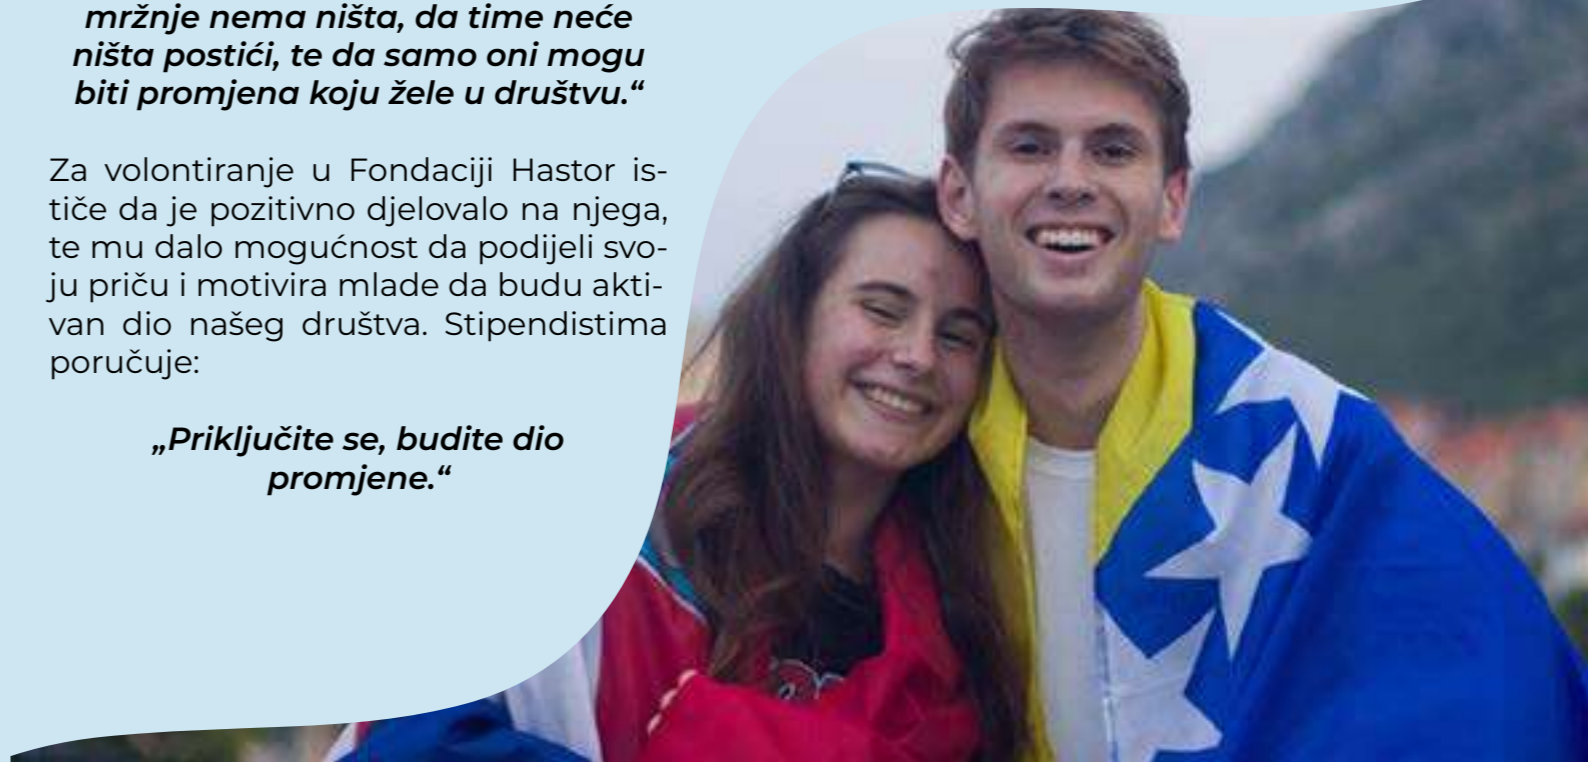 mržnje nema ništa, da time neće
ništa postići, te da samo oni mogu
biti promjena koju žele u društvu.“
Za volontiranje u Fondaciji Hastor is-
tiče da je pozitivno djelovalo na njega,
te mu dalo mogućnost da podijeli svo-
ju priču i motivira mlade da budu akti-
van dio našeg društva. Stipendistima
poručuje:
„Priključite se, budite dio
promjene.“